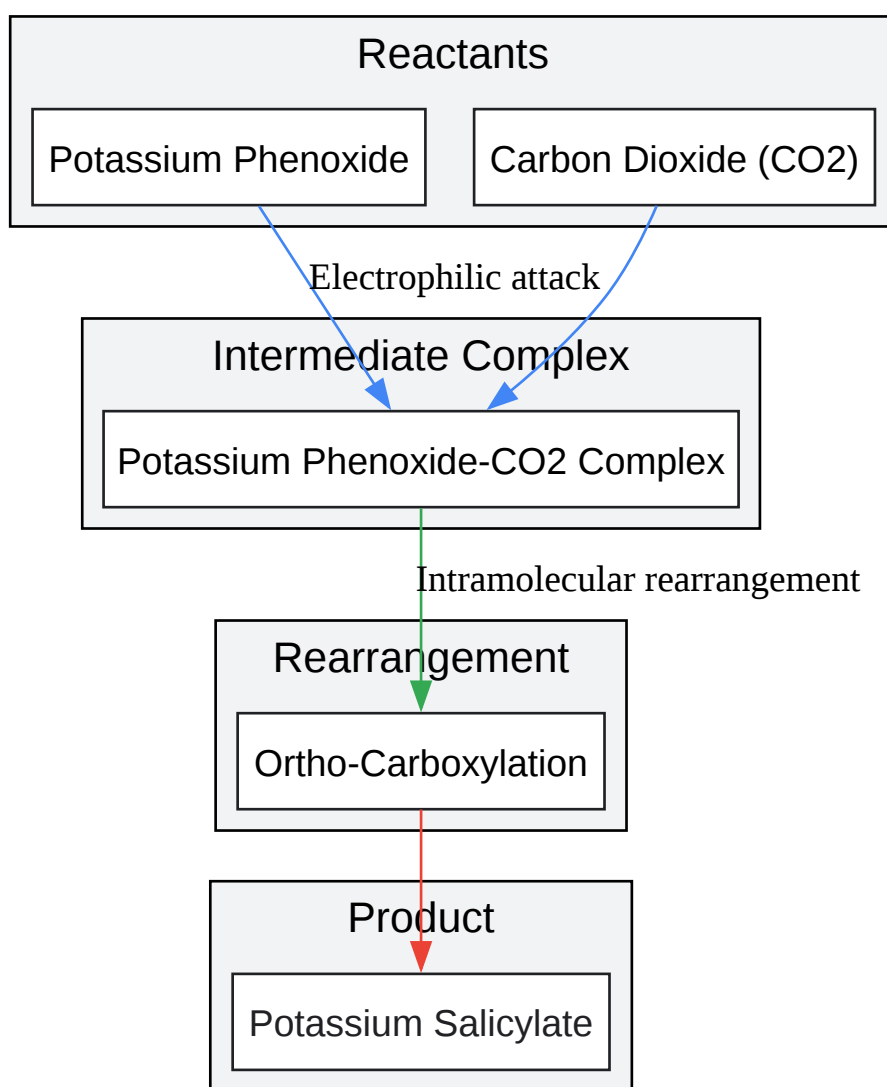 Reactants
Potassium Phenoxide
Carbon Dioxide (CO2)
Electrophilic attack
Intermediate Complex
Potassium Phenoxide-CO2 Complex
Intramolecular rearrangement
Rearrangement
Ortho-Carboxylation
Product
Potassium Salicylate